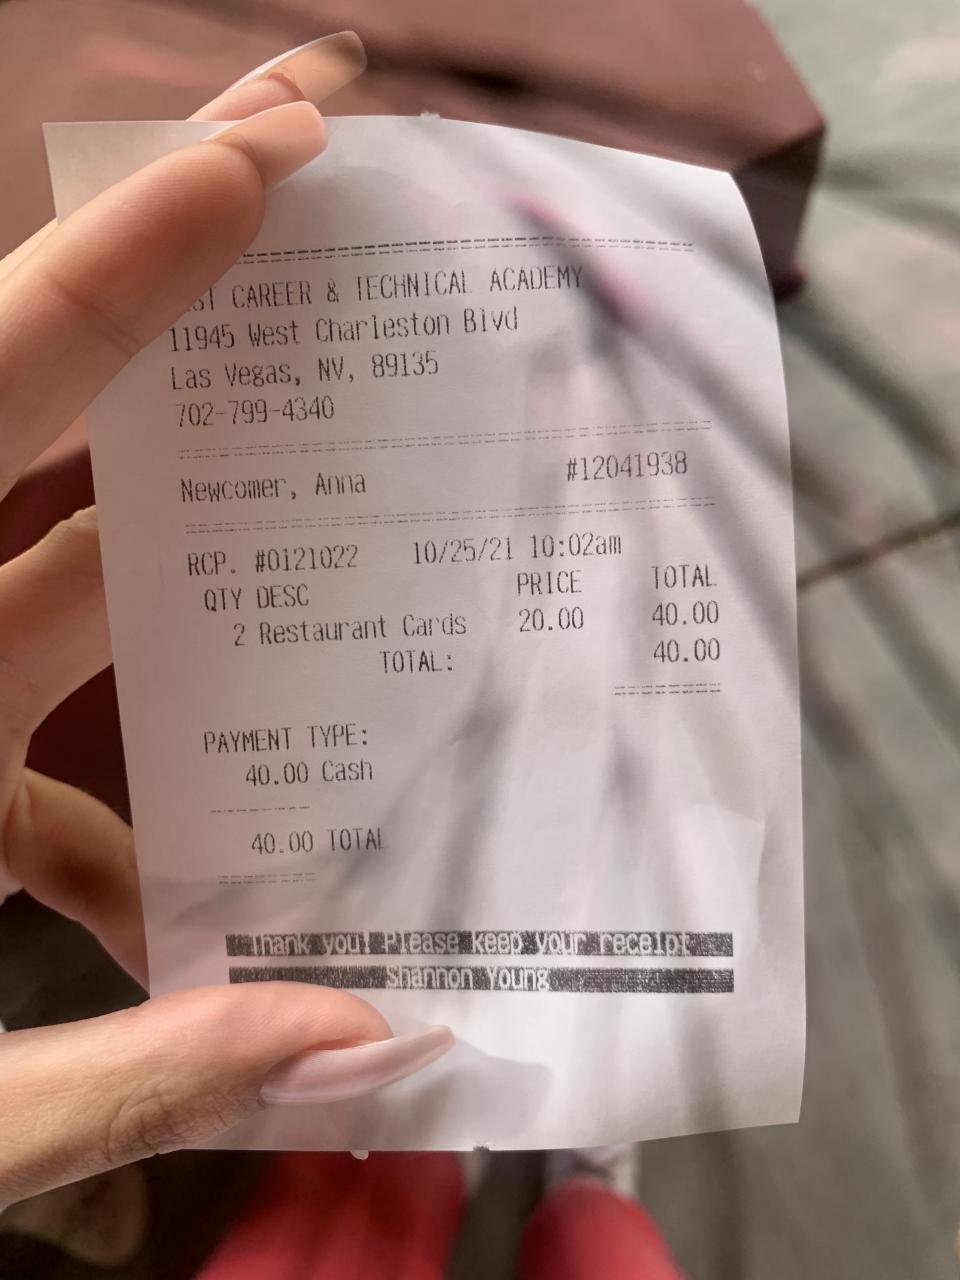 CAREER & TECHNICAL ACADEMY
11945 West Charleston Blvd
Las Vegas, NV, 89135
702-799-4340
Newcomer, Anna #12041938
RCP. #0121022 10/25/21 10:02am
QTY DESC PRICE TOTAL
2 Restaurant Cards 20.00 40.00
TOTAL: 40.00
PAYMENT TYPE:
40.00 Cash
40.00 TOTAL
Thank you! Please keep your receipt
Shannon Young